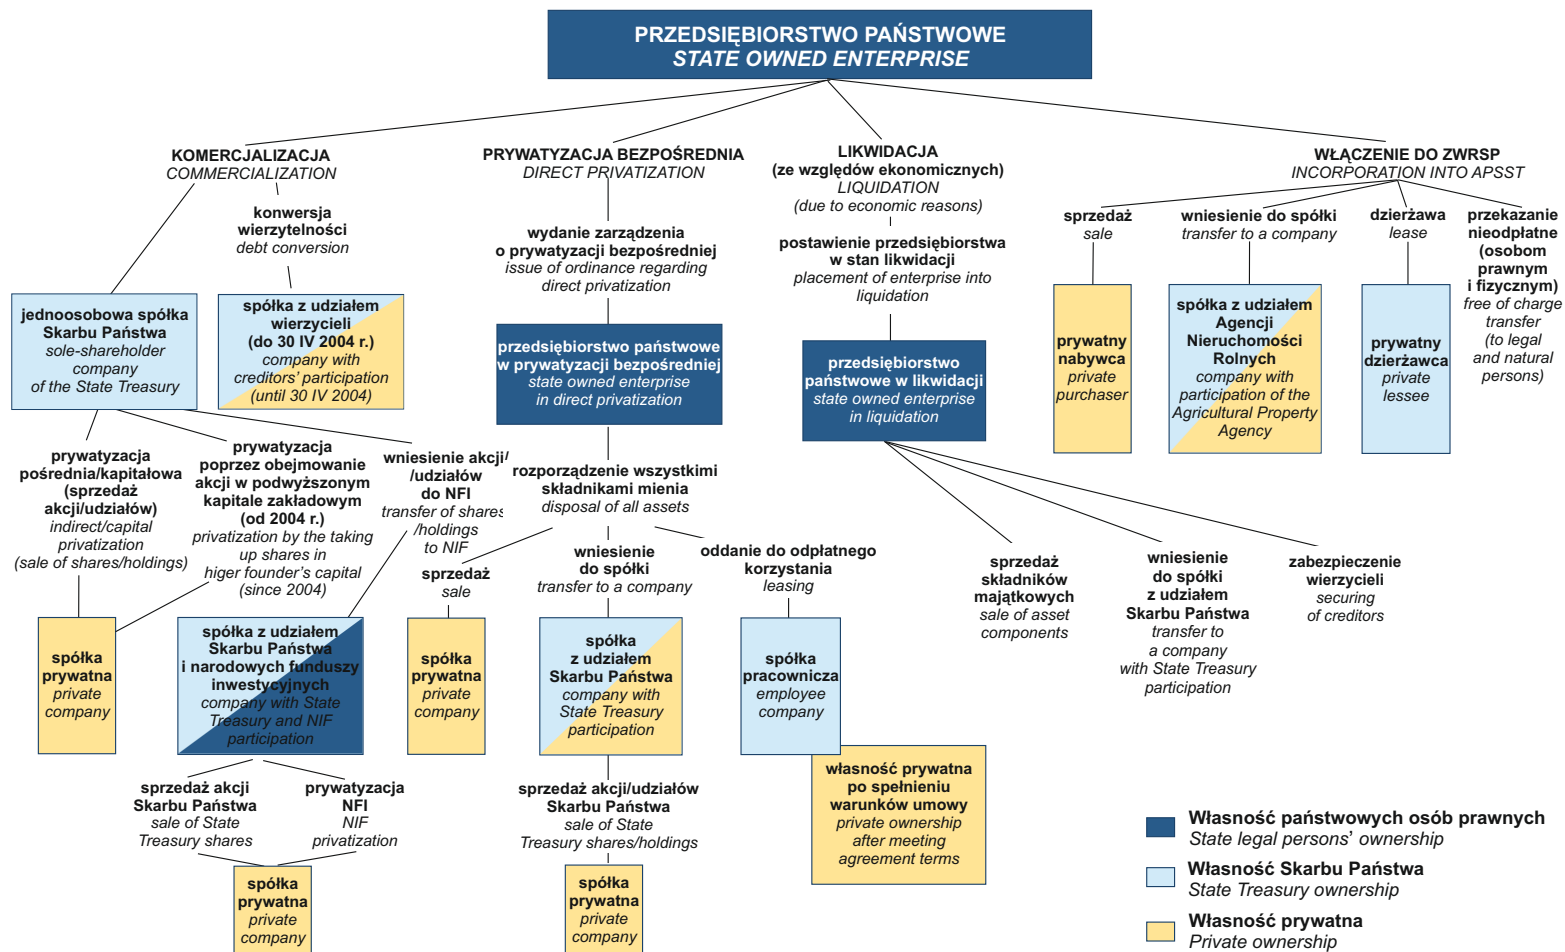 PRZEDSIĘBIORSTWO PAŃSTWOWE
STATE OWNED ENTERPRISE
KOMERCJALIZACJA
COMMERCIALIZATION
konwersja
wierzytelności
debt conversion
jednoosobowa spółka
Skarbu Państwa
sole-shareholder
company
of the State Treasury
spółka z udziałem
wierzycieli
(do 30 IV 2004 r.)
company with
creditors' participation
(until 30 IV 2004)
prywatyzacja
pośrednia/kapitałowa
(sprzedaż
akcji/udziałów)
indirect/capital
privatization
(sale of shares/holdings)
prywatyzacja
poprzez obejmowanie
akcji w podwyższonym
kapitale zakładowym
(od 2004 r.)
privatization by the taking
up shares in
higer founder's capital
(since 2004)
wniesienie akcji/
/udziałów
do NFI
transfer of shares
/holdings
to NIF
spółka
prywatna
private
company
spółka z udziałem
Skarbu Państwa
i narodowych funduszy
inwestycyjnych
company with State
Treasury and NIF
participation
sprzedaż akcji
Skarbu Państwa
sale of State
Treasury shares
prywatyzacja
NFI
NIF
privatization
spółka
prywatna
private
company
PRYWATYZACJA BEZPOŚREDNIA
DIRECT PRIVATIZATION
wydanie zarządzenia
o prywatyzacji bezpośredniej
issue of ordinance regarding
direct privatization
przedsiębiorstwo państwowe
w prywatyzacji bezpośredniej
state owned enterprise
in direct privatization
rozporządzenie wszystkimi
składnikami mienia
disposal of all assets
sprzedaż
sale
wniesienie
do spółki
transfer to a company
oddanie do odpłatnego
korzystania
leasing
spółka
prywatna
private
company
spółka
z udziałem
Skarbu Państwa
company with
State Treasury
participation
spółka
pracownicza
employee
company
sprzedaż akcji/udziałów
Skarbu Państwa
sale of State
Treasury shares/holdings
spółka
prywatna
private
company
własność prywatna
po spełnieniu
warunków umowy
private ownership
after meeting
agreement terms
LIKWIDACJA
(ze względów ekonomicznych)
LIQUIDATION
(due to economic reasons)
postawienie przedsiębiorstwa
w stan likwidacji
placement of enterprise into
liquidation
przedsiębiorstwo
państwowe w likwidacji
state owned enterprise
in liquidation
sprzedaż
składników
majątkowych
sale of asset
components
wniesienie
do spółki
z udziałem
Skarbu Państwa
transfer to
a company
with State Treasury
participation
zabezpieczenie
wierzycieli
securing
of creditors
WŁĄCZENIE DO ZWRSP
INCORPORATION INTO APSST
sprzedaż
sale
wniesienie do spółki
transfer to a company
dzierżawa
lease
przekazanie
nieodpłatne
(osobom
prawnym
i fizycznym)
free of charge
transfer
(to legal
and natural
persons)
prywatny
nabywca
private
purchaser
spółka z udziałem
Agencji
Nieruchomości
Rolnych
company with
participation of the
Agricultural Property
Agency
prywatny
dzierżawca
private
lessee
Własność państwowych osób prawnych
State legal persons' ownership
Własność Skarbu Państwa
State Treasury ownership
Własność prywatna
Private ownership